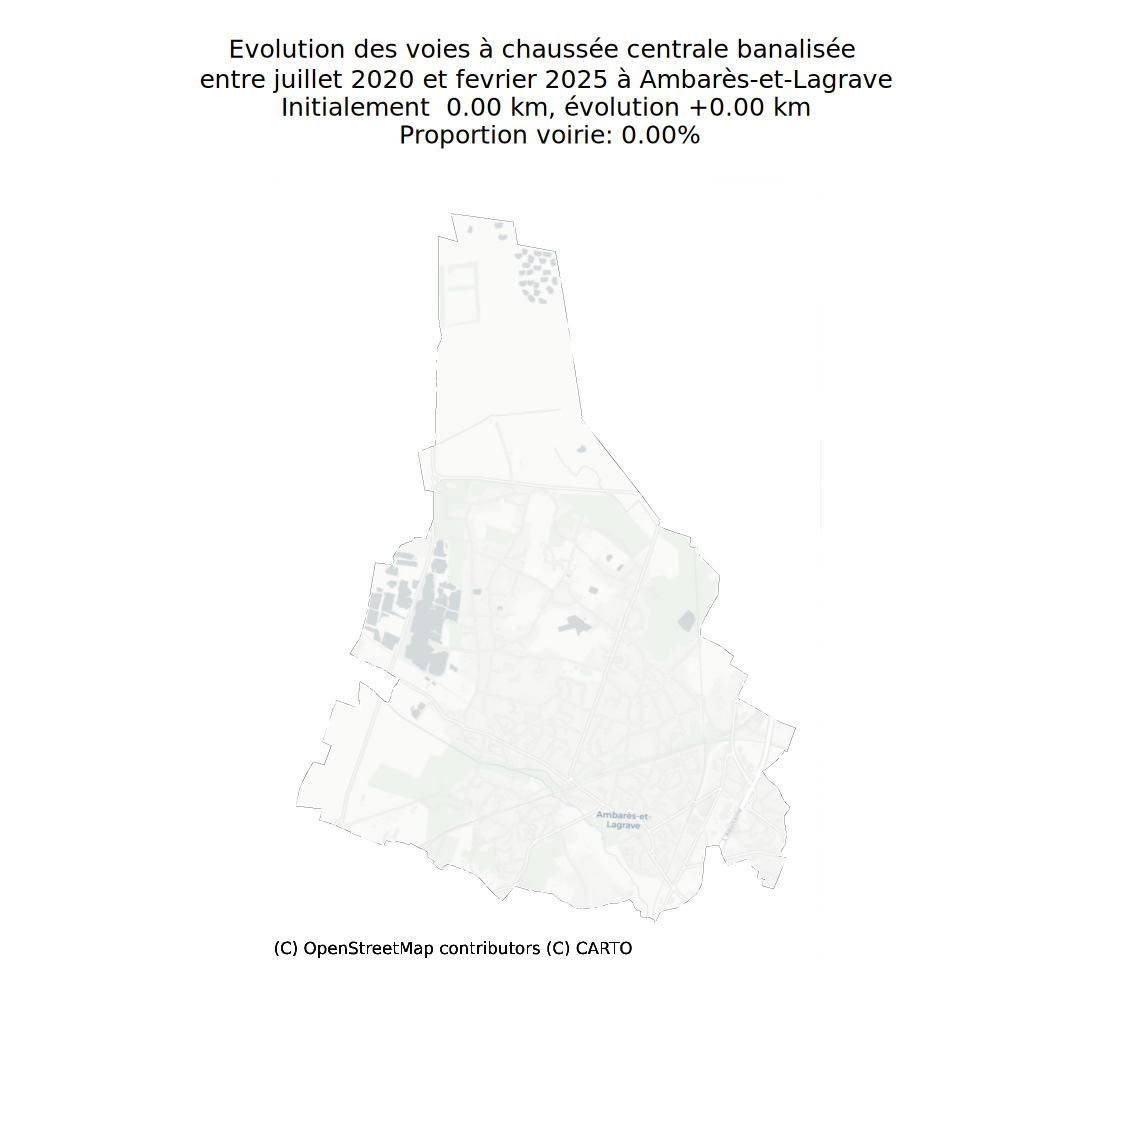 Evolution des voies à chaussée centrale banalisée
entre juillet 2020 et fevrier 2025 à Ambarès-et-Lagrave
Initialement  0.00 km, évolution +0.00 km
Proportion voirie: 0.00%
Ambarès-et-
Lagrave
L'Aquitaine
(C) OpenStreetMap contributors (C) CARTO